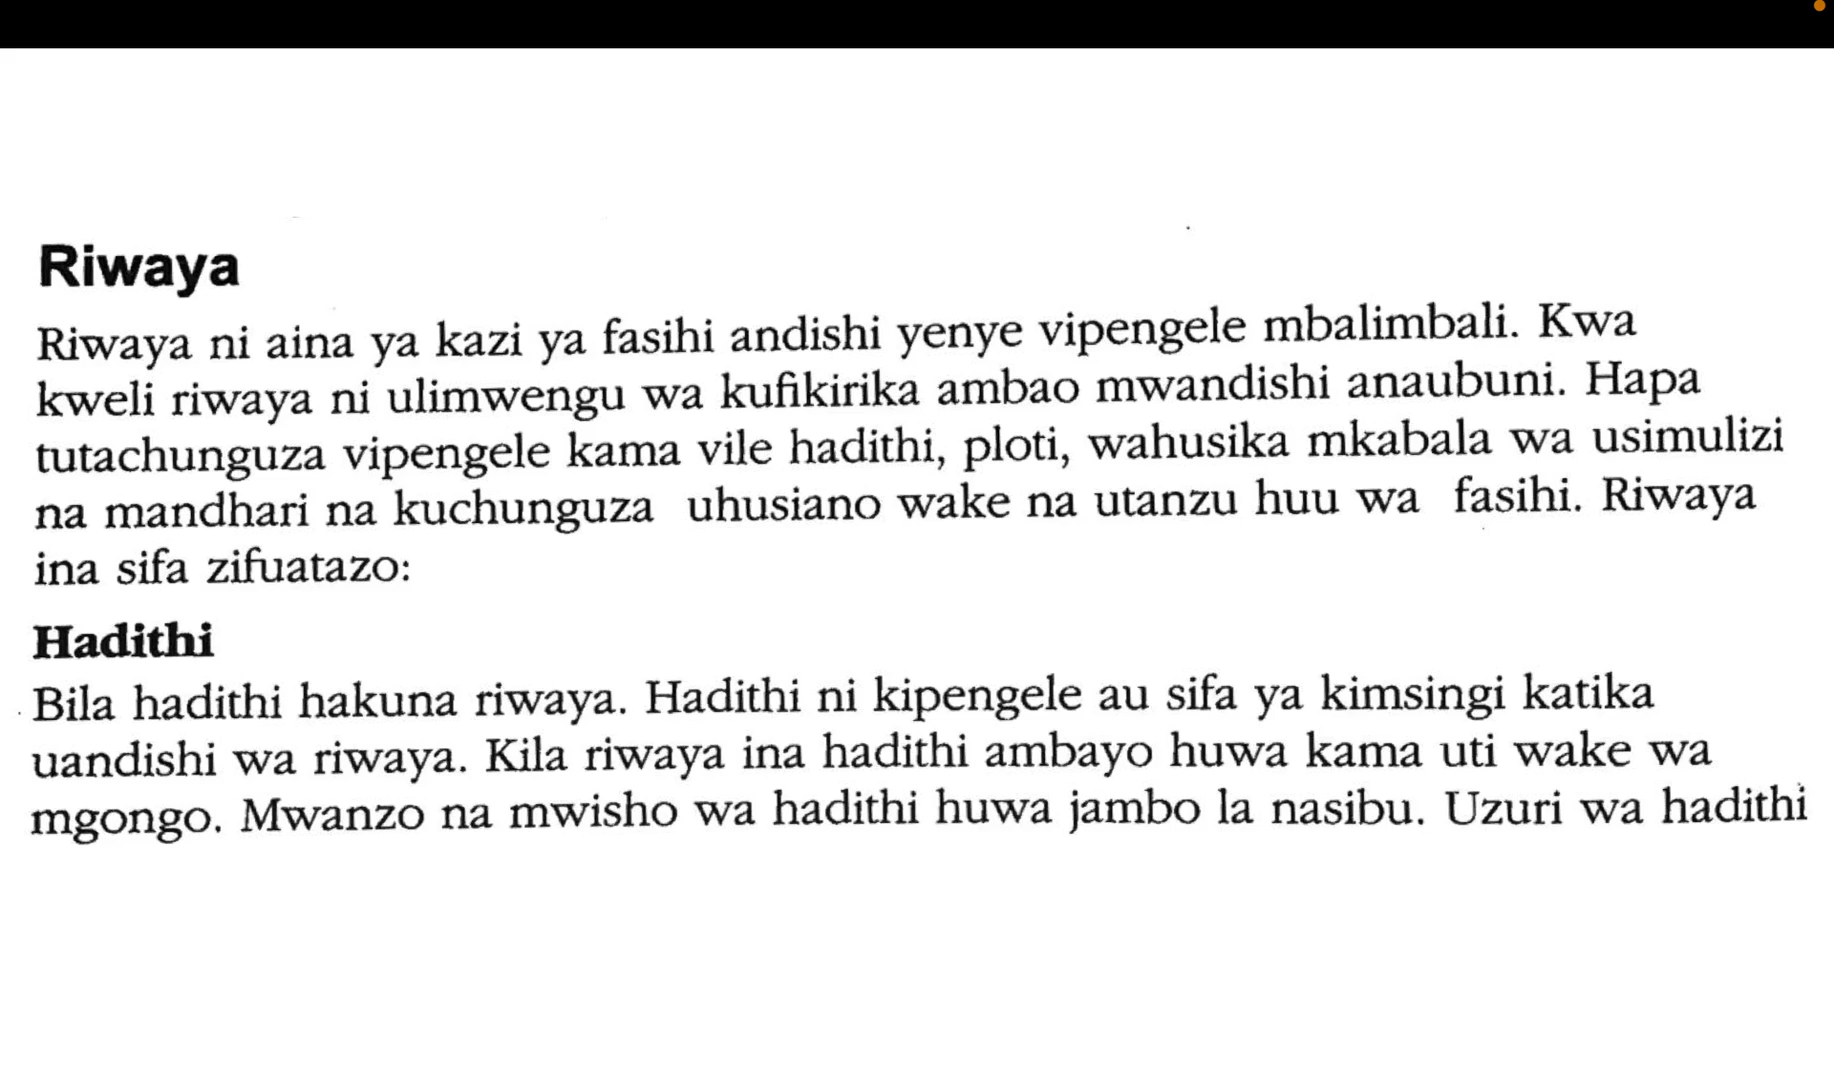 Riwaya
Riwaya ni aina ya kazi ya fasihi andishi yenye vipengele mbalimbali. Kwa
kweli riwaya ni ulimwengu wa kufikirika ambao mwandishi anaubuni. Hapa
tutachunguza vipengele kama vile hadithi, ploti, wahusika mkabala wa usimulizi
na mandhari na kuchunguza uhusiano wake na utanzu huu wa fasihi. Riwaya
ina sifa zifuatazo:
Hadithi
Bila hadithi hakuna riwaya. Hadithi ni kipengele au sifa ya kimsingi katika
uandishi wa riwaya. Kila riwaya ina hadithi ambayo huwa kama uti wake wa
mgongo. Mwanzo na mwisho wa hadithi huwa jambo la nasibu. Uzuri wa hadithi